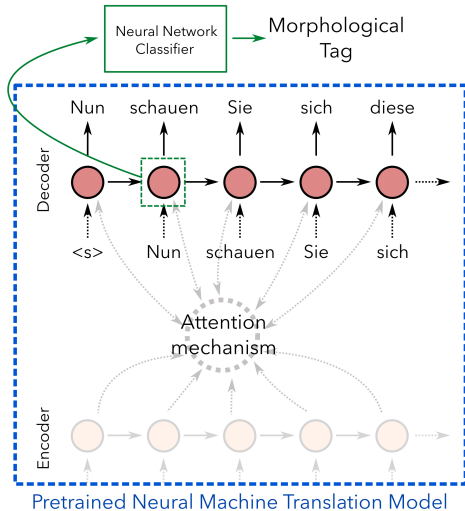 Neural Network
Classifier
Morphological
Tag
Nun schauen Sie sich diese
Decoder
<s> Nun schauen Sie sich
Attention
mechanism
Encoder
Pretrained Neural Machine Translation Model